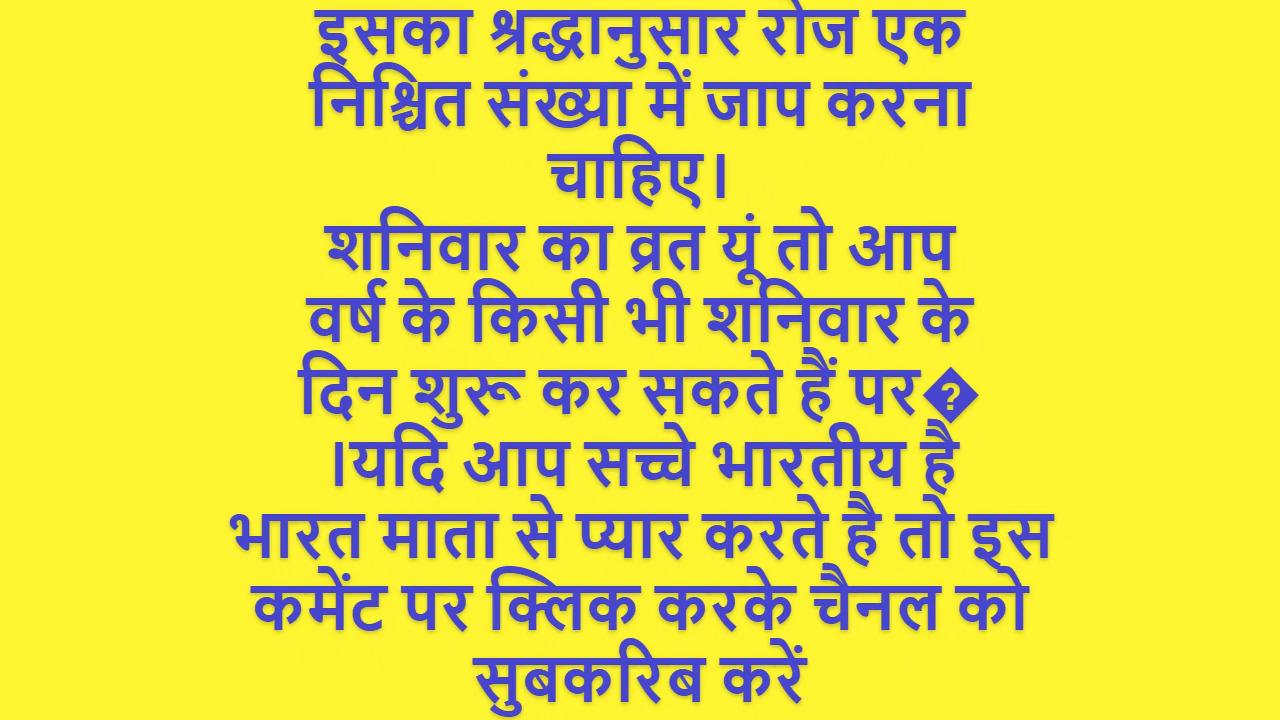 इसका श्रद्धानुसार रोज एक
निश्चित संख्या में जाप करना
चाहिए।
शनिवार का व्रत यूं तो आप
वर्ष के किसी भी शनिवार के
दिन शुरू कर सकते हैं पर�
।यदि आप सच्चे भारतीय है
भारत माता से प्यार करते है तो इस
कमेंट पर क्लिक करके चैनल को
सुबकरिब करें